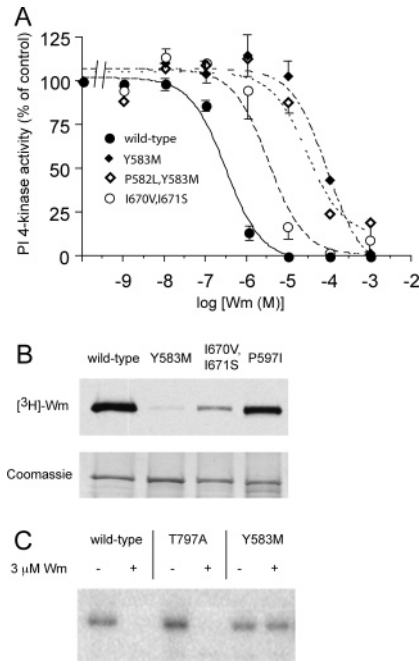 A
PI 4-kinase activity (% of control)
125
100
75
50
25
0
wild-type
Y583M
P582L,Y583M
I670V,I671S
-9 -8 -7 -6 -5 -4 -3 -2
log [Wm (M)]
B
wild-type Y583M I670V, I671S P597I
[³H]-Wm
Coomassie
C
wild-type T797A Y583M
3 µM Wm - + - + - +